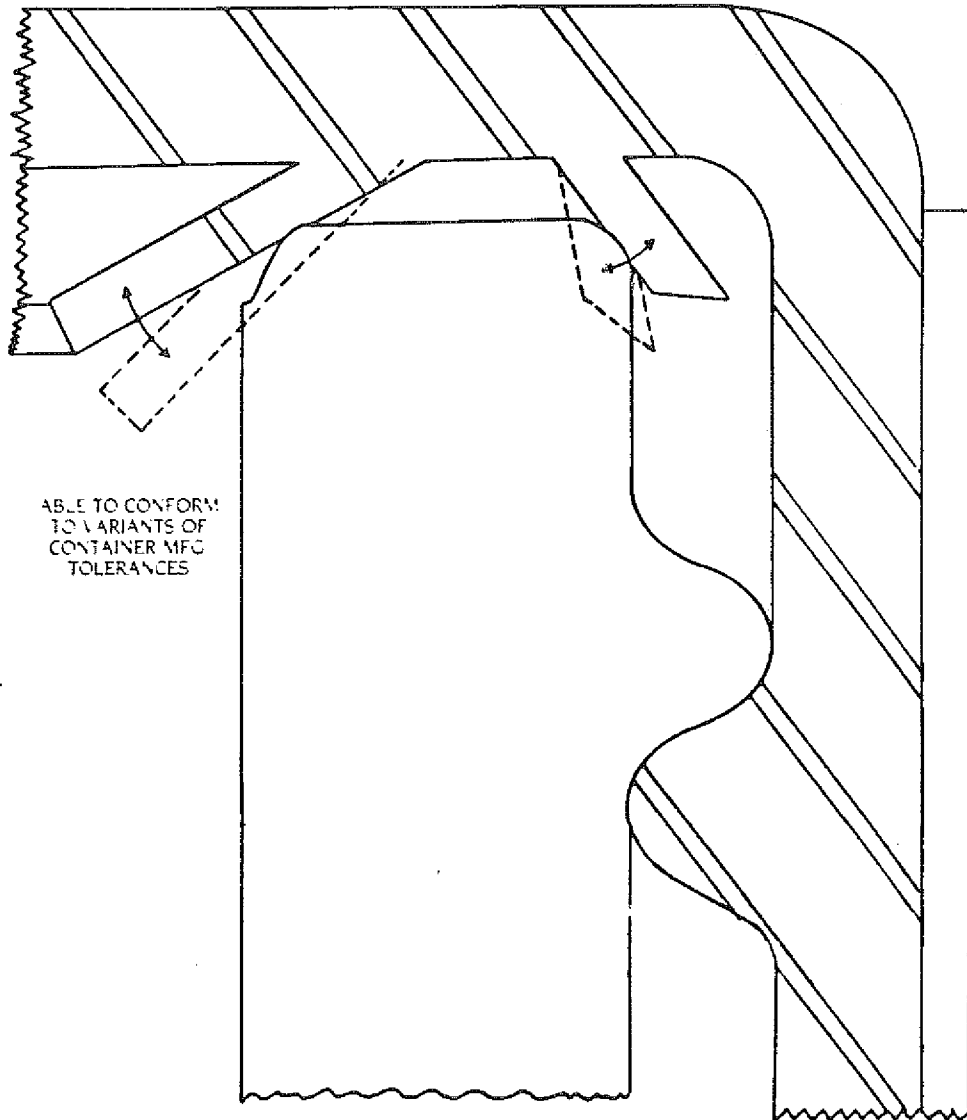 ABLE TO CONFORM
TO VARIANTS OF
CONTAINER MFG
TOLERANCES